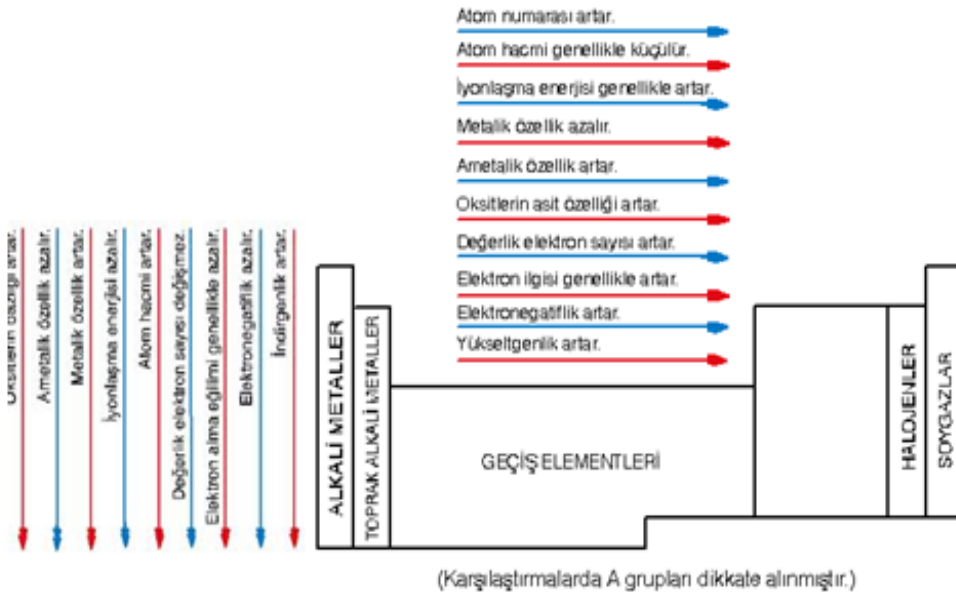 Atom numarası artar.
Atom hacmi genellikle küçülür.
İyonlaşma enerjisi genellikle artar.
Metalik özellik azalır.
Ametalik özellik artar.
Oksitlerin asit özelliği artar.
Değerlik elektron sayısı artar.
Elektron ilgisi genellikle artar.
Elektronegatiflik artar.
Yükseltgenlik artar.
Oksitlerin bazlığı artar.
Ametalik özellik azalır.
Metalik özellik artar.
İyonlaşma enerjisi azalır.
Atom hacmi artar.
Değerlik elektron sayısı değişmez.
Elektron alma eğilimi genellikle azalır.
Elektronegatiflik azalır.
İndirgenlik artar.
ALKALİ METALLER
TOPRAK ALKALİ METALLER
GEÇİŞ ELEMENTLERİ
HALOJENLER
SOYGAZLAR
(Karşılaştırmalarda A grupları dikkate alınmıştır.)